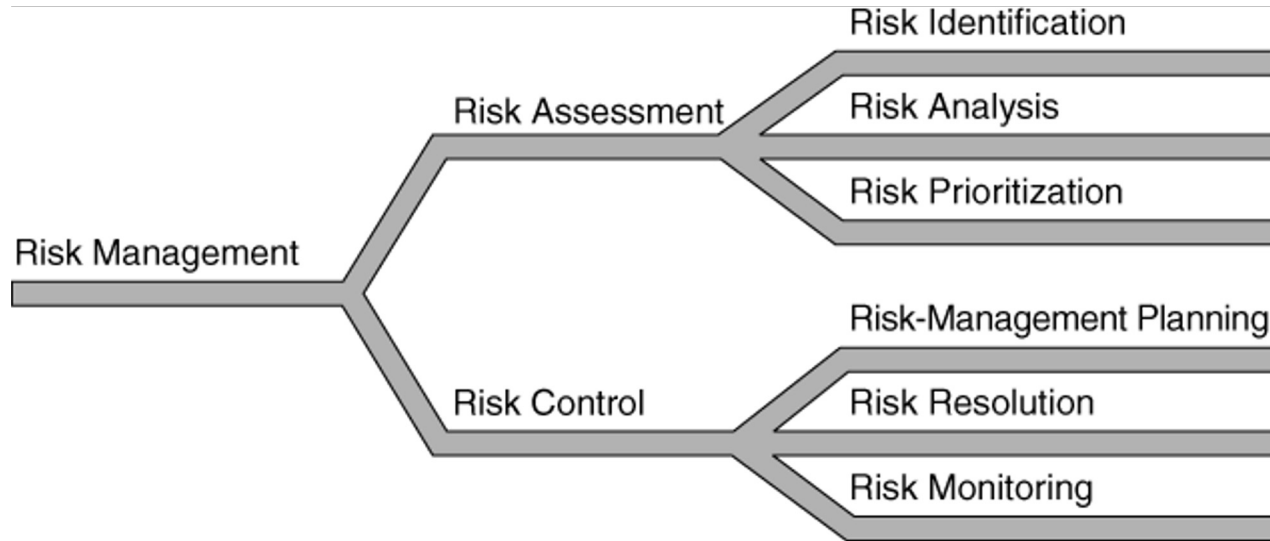 Risk Identification
Risk Assessment
Risk Analysis
Risk Prioritization
Risk Management
Risk-Management Planning
Risk Control
Risk Resolution
Risk Monitoring